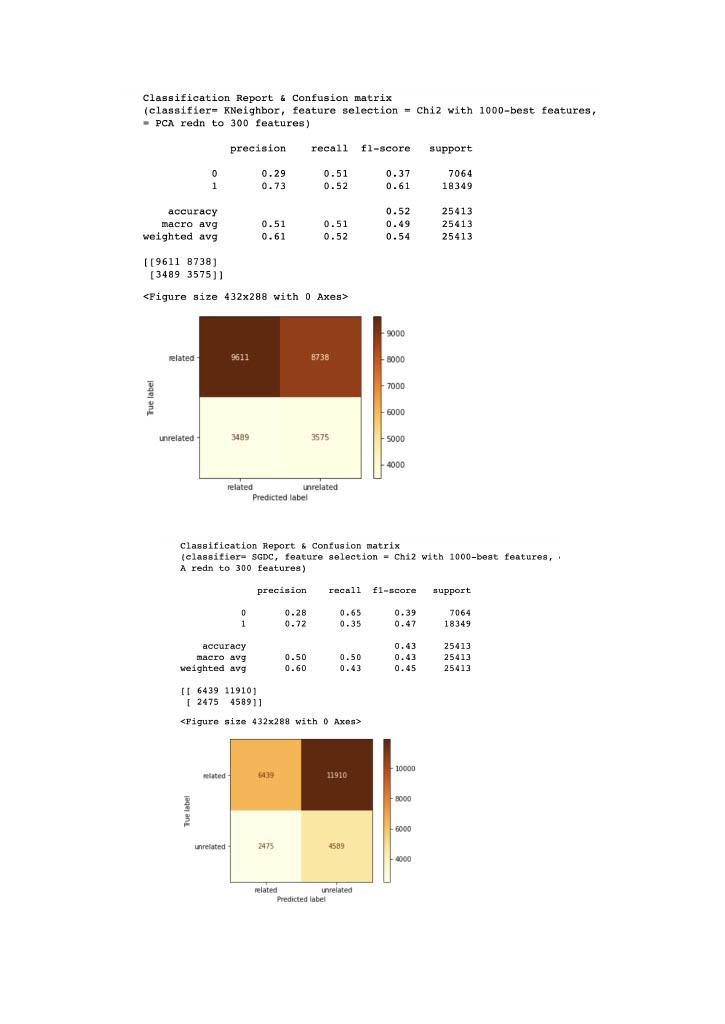 Classification Report & Confusion matrix
(classifier= KNeighbor, feature selection = Chi2 with 1000-best features,
= PCA redn to 300 features)
precision recall f1-score support
0 0.29 0.51 0.37 7064
1 0.73 0.52 0.61 18349
accuracy 0.52 25413
macro avg 0.51 0.51 0.49 25413
weighted avg 0.61 0.52 0.54 25413
[[9611 8738]
[3489 3575]]
<Figure size 432x288 with 0 Axes>
9000
related 9611 8738 8000
7000
True label
6000
5000
unrelated 3489 3575
4000
related unrelated
Predicted label
Classification Report & Confusion matrix
(classifier= SGDC, feature selection = Chi2 with 1000-best features,
A redn to 300 features)
precision recall f1-score support
0 0.28 0.65 0.39 7064
1 0.72 0.35 0.47 18349
accuracy 0.43 25413
macro avg 0.50 0.50 0.43 25413
weighted avg 0.60 0.43 0.45 25413
[[ 6439 11910]
[ 2475 4589]]
<Figure size 432x288 with 0 Axes>
related 6439 11910 10000
8000
True label
6000
unrelated 2475 4589
4000
related unrelated
Predicted label